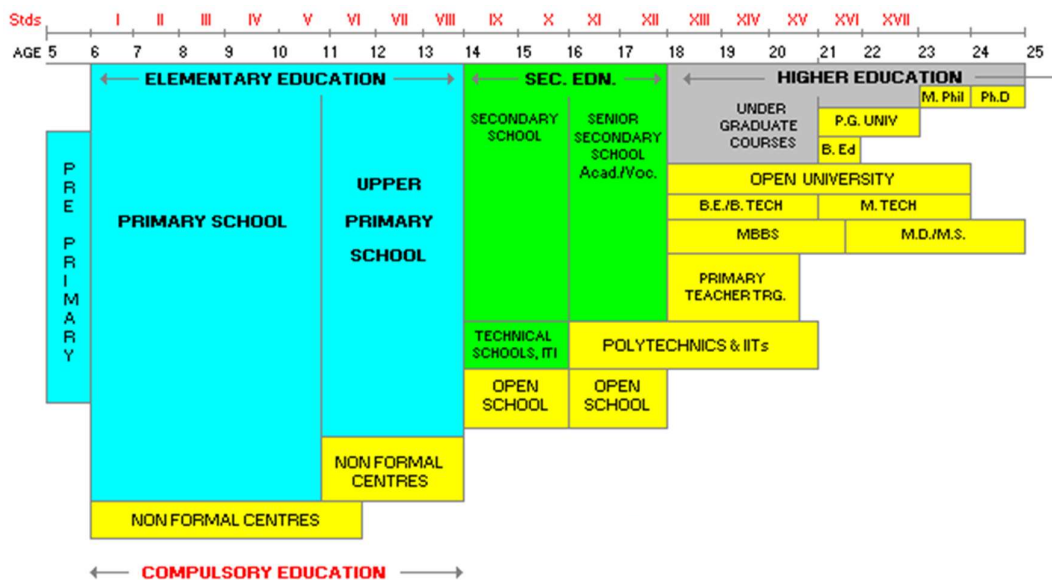 Stds I II III IV V VI VII VIII IX X XI XII XIII XIV XV XVI XVII
AGE 5 6 7 8 9 10 11 12 13 14 15 16 17 18 19 20 21 22 23 24 25
ELEMENTARY EDUCATION
SEC. EDN.
HIGHER EDUCATION
PRE PRIMARY
PRIMARY SCHOOL
UPPER
PRIMARY
SCHOOL
SECONDARY
SCHOOL
SENIOR
SECONDARY
SCHOOL
Acad./Voc.
UNDER
GRADUATE
COURSES
M. Phil
Ph.D
P.G. UNIV
B. Ed
OPEN UNIVERSITY
B.E./B. TECH
M. TECH
MBBS
M.D./M.S.
PRIMARY
TEACHER TRG.
TECHNICAL
SCHOOLS, ITI
POLYTECHNICS & IITs
OPEN
SCHOOL
OPEN
SCHOOL
NON FORMAL
CENTRES
NON FORMAL CENTRES
COMPULSORY EDUCATION